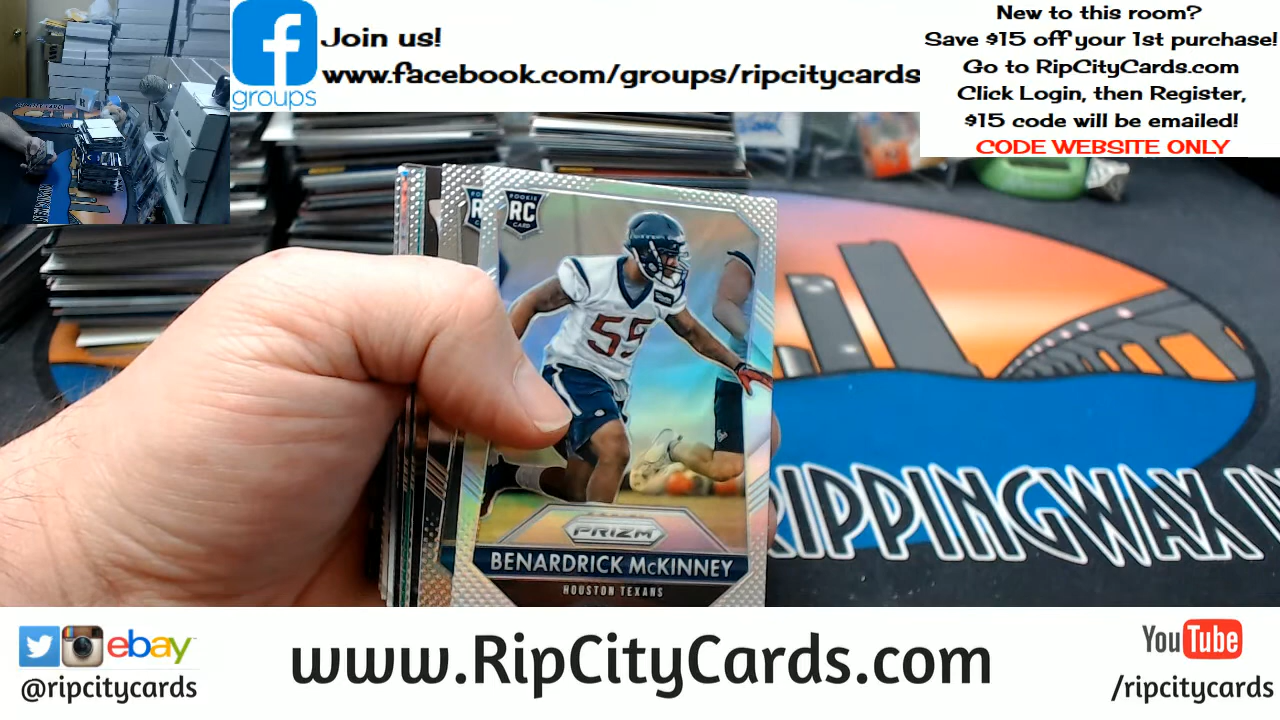 f
groups
Join us!
www.facebook.com/groups/ripcitycards
New to this room?
Save $15 off your 1st purchase!
Go to RipCityCards.com
Click Login, then Register,
$15 code will be emailed!
CODE WEBSITE ONLY
ROOKIE
RC
CARD
55
PRIZM
BENARDRICK McKINNEY
HOUSTON TEXANS
RIPPINGWAX
ebay
@ripcitycards
www.RipCityCards.com
YouTube
/ripcitycards